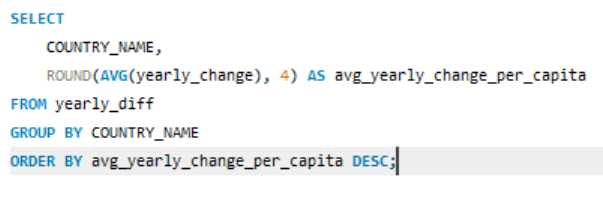 SELECT
    COUNTRY_NAME,
    ROUND(AVG(yearly_change), 4) AS avg_yearly_change_per_capita
FROM yearly_diff
GROUP BY COUNTRY_NAME
ORDER BY avg_yearly_change_per_capita DESC;